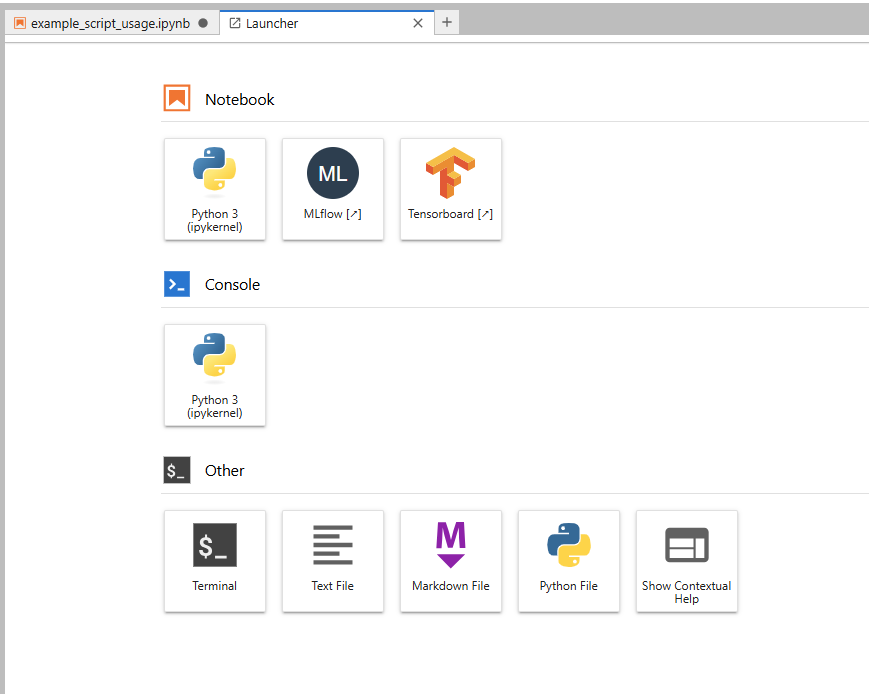 example_script_usage.ipynb
Launcher
Notebook
Python 3
(ipykernel)
ML
MLflow [↗]
Tensorboard [↗]
Console
Python 3
(ipykernel)
$_
Other
$_
Terminal
Text File
M
Markdown File
Python File
Show Contextual
Help